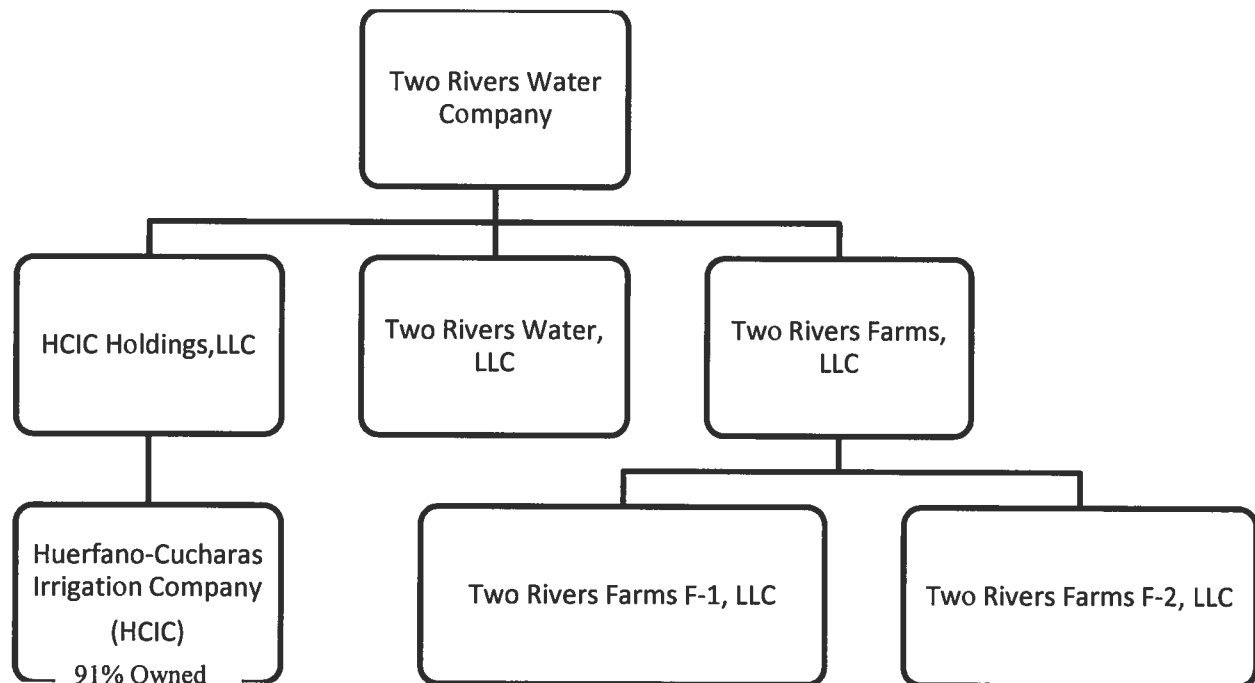 Two Rivers Water
Company
HCIC Holdings,LLC
Two Rivers Water,
LLC
Two Rivers Farms,
LLC
Huerfano-Cucharas
Irrigation Company
(HCIC)
91% Owned
Two Rivers Farms F-1, LLC
Two Rivers Farms F-2, LLC